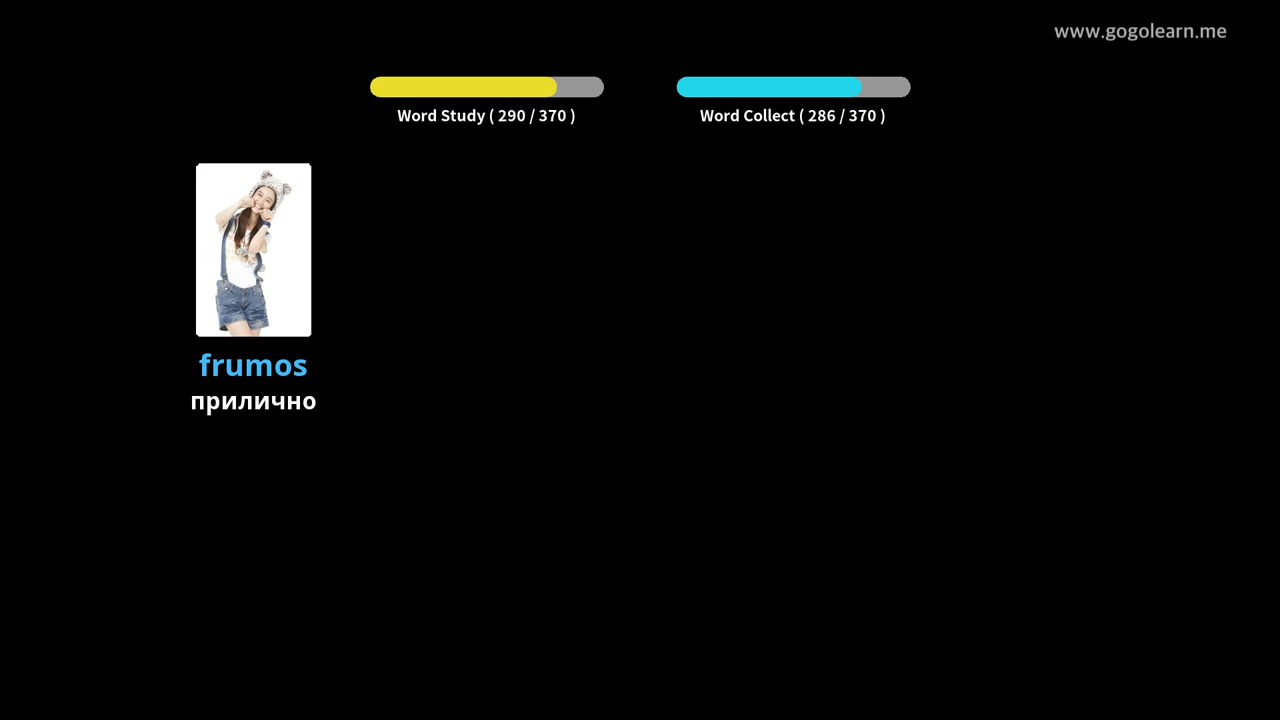 www.gogolearn.me
Word Study ( 290 / 370 )
Word Collect ( 286 / 370 )
frumos
прилично